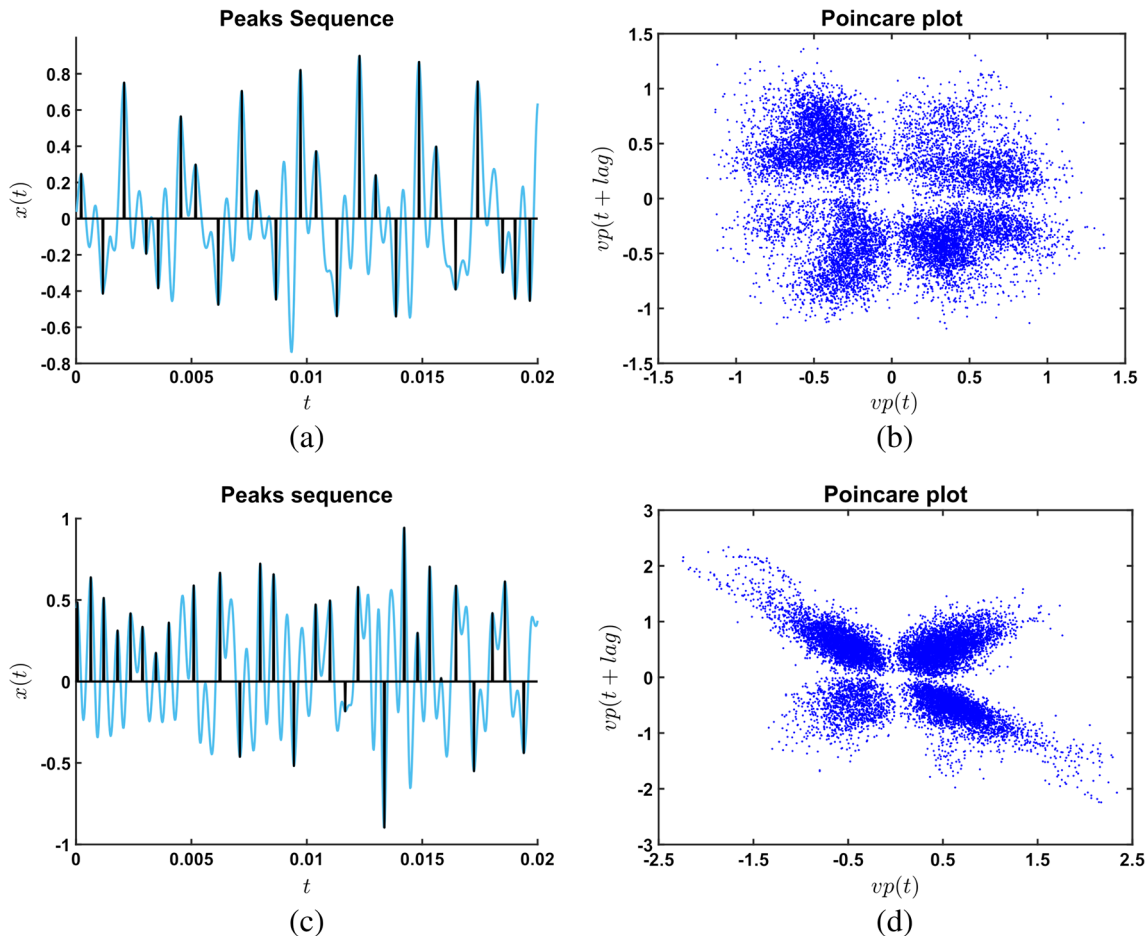 Peaks Sequence
0.8
0.6
0.4
0.2
0
-0.2
-0.4
-0.6
-0.8
x(t)
0 0.005 0.01 0.015 0.02
t
(a)
Poincare plot
1.5
1
0.5
0
-0.5
-1
-1.5
vp(t + lag)
-1.5 -1 -0.5 0 0.5 1 1.5
vp(t)
(b)
Peaks sequence
1
0.5
0
-0.5
-1
x(t)
0 0.005 0.01 0.015 0.02
t
(c)
Poincare plot
3
2
1
0
-1
-2
-3
vp(t + lag)
-2.5 -1.5 -0.5 0.5 1.5 2.5
vp(t)
(d)